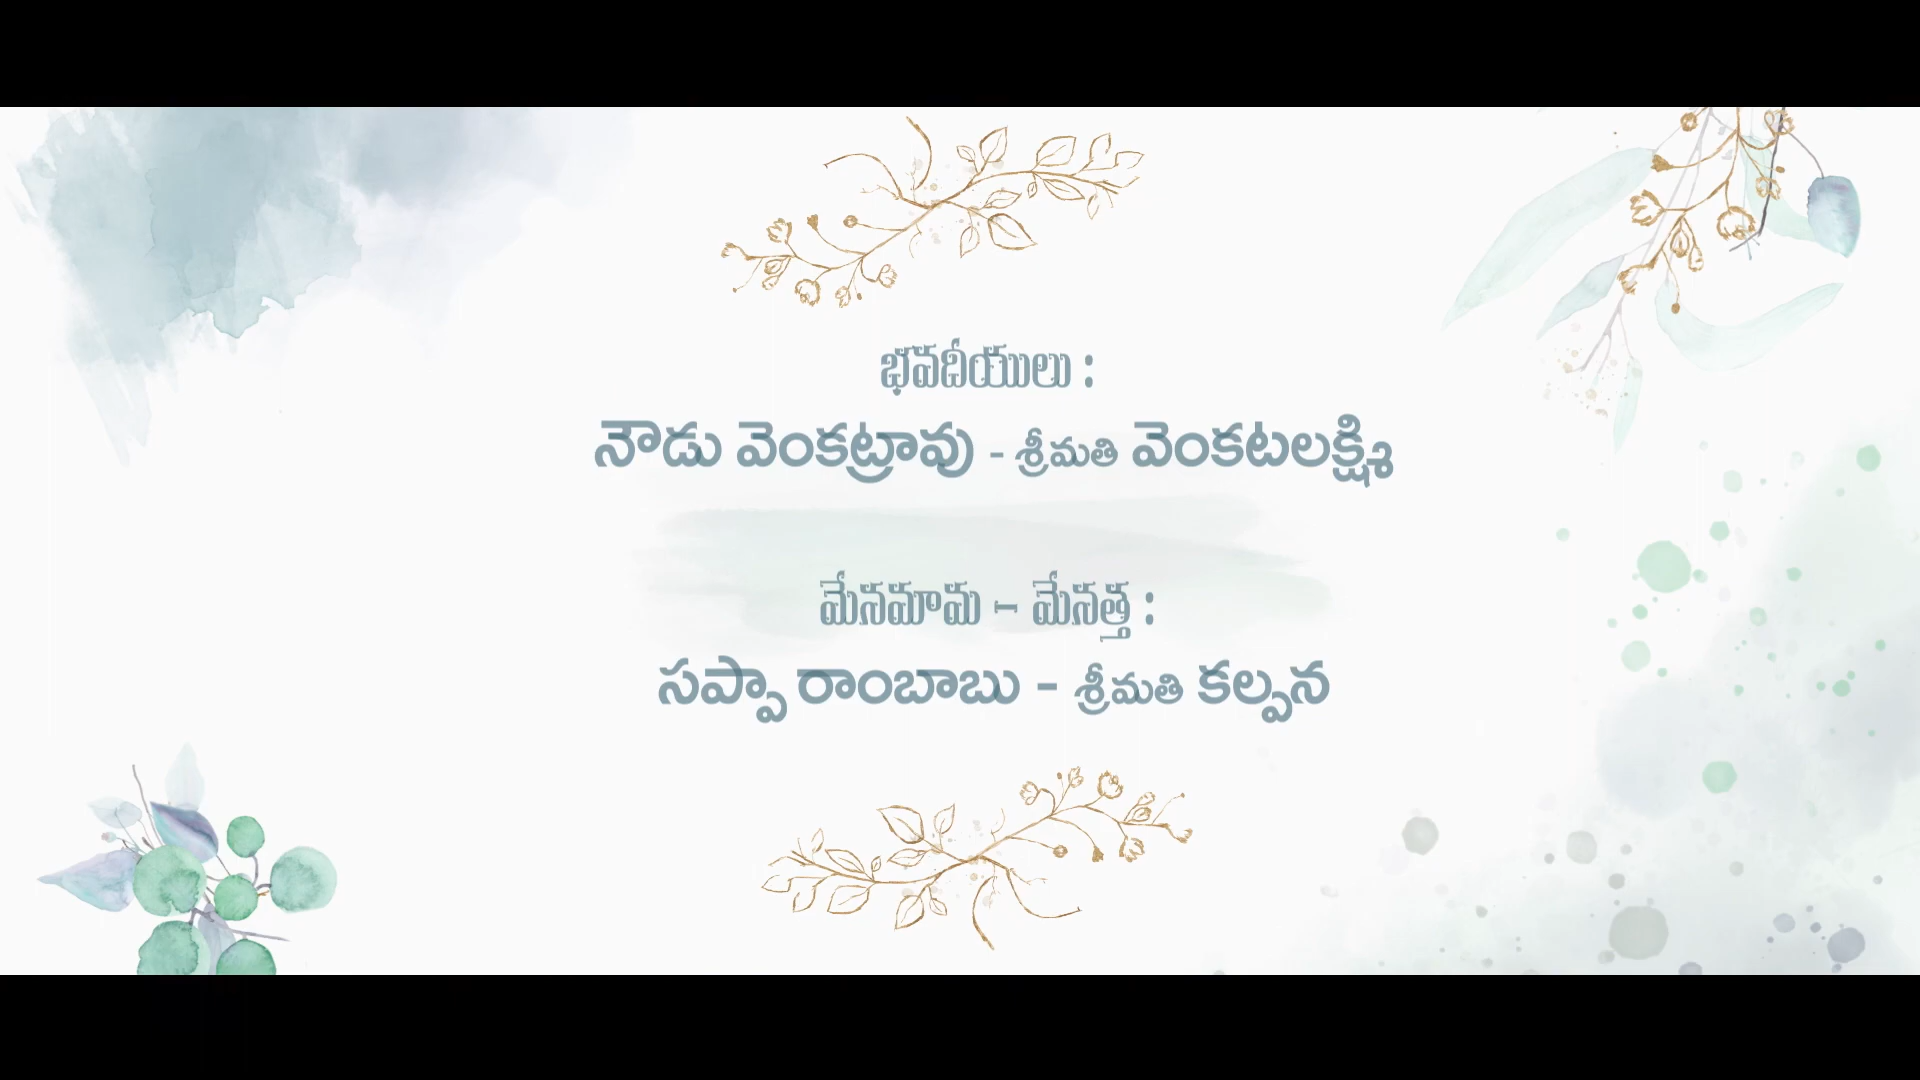 భవదీయులు :
నౌడు వెంకట్రావు - శ్రీమతి వెంకటలక్ష్మి
మేనమామ - మేనత్త :
సప్పా రాంబాబు - శ్రీమతి కల్పన